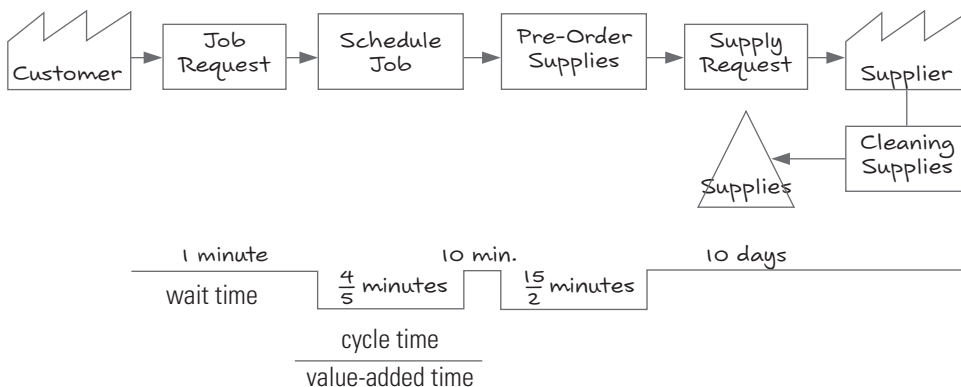 Customer
Job
Request
Schedule
Job
Pre-Order
Supplies
Supply
Request
Supplier
Cleaning
Supplies
Supplies
1 minute
10 min.
10 days
wait time
4/5 minutes
15/2 minutes
cycle time
value-added time